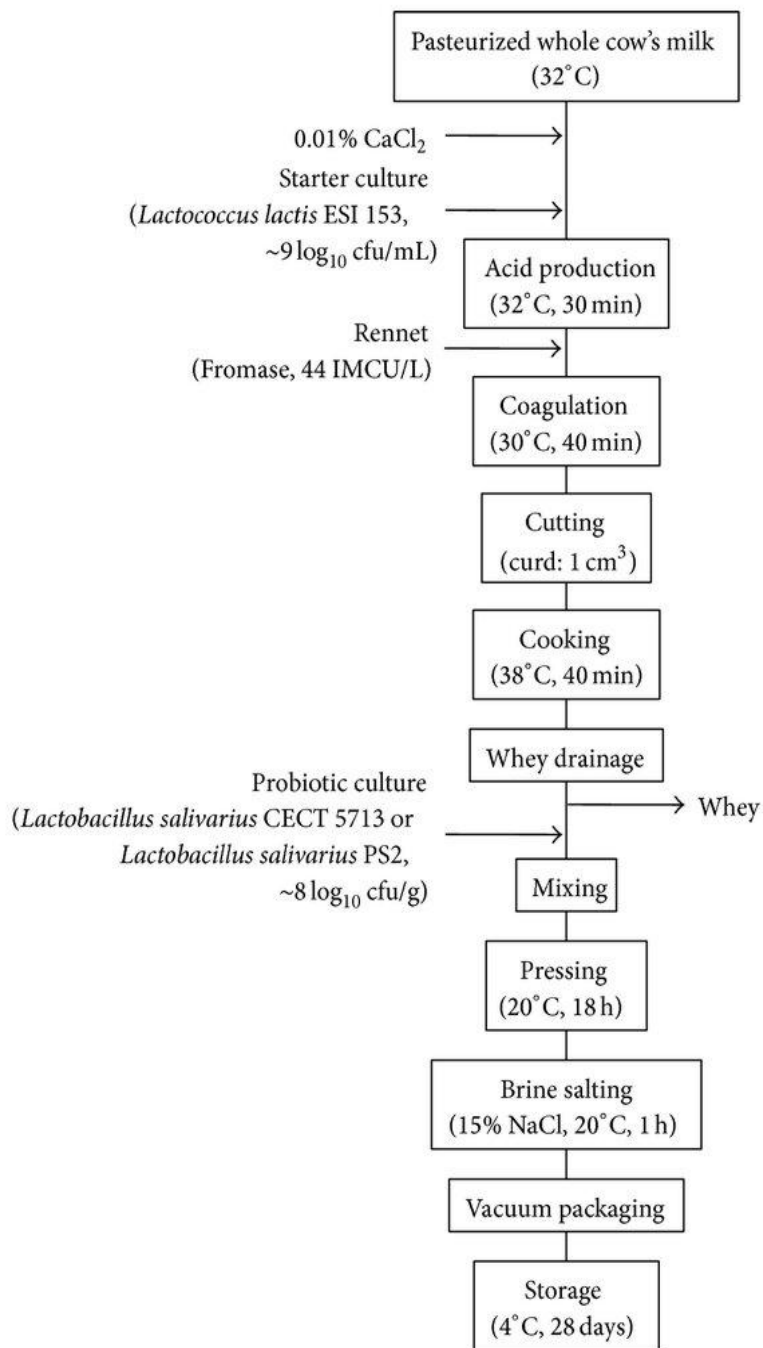 Pasteurized whole cow's milk
(32°C)
0.01% CaCl₂
Starter culture
(Lactococcus lactis ESI 153,
~9 log₁₀ cfu/mL)
Acid production
(32°C, 30 min)
Rennet
(Fromase, 44 IMCU/L)
Coagulation
(30°C, 40 min)
Cutting
(curd: 1 cm³)
Cooking
(38°C, 40 min)
Whey drainage
Whey
Probiotic culture
(Lactobacillus salivarius CECT 5713 or
Lactobacillus salivarius PS2,
~8 log₁₀ cfu/g)
Mixing
Pressing
(20°C, 18 h)
Brine salting
(15% NaCl, 20°C, 1 h)
Vacuum packaging
Storage
(4°C, 28 days)